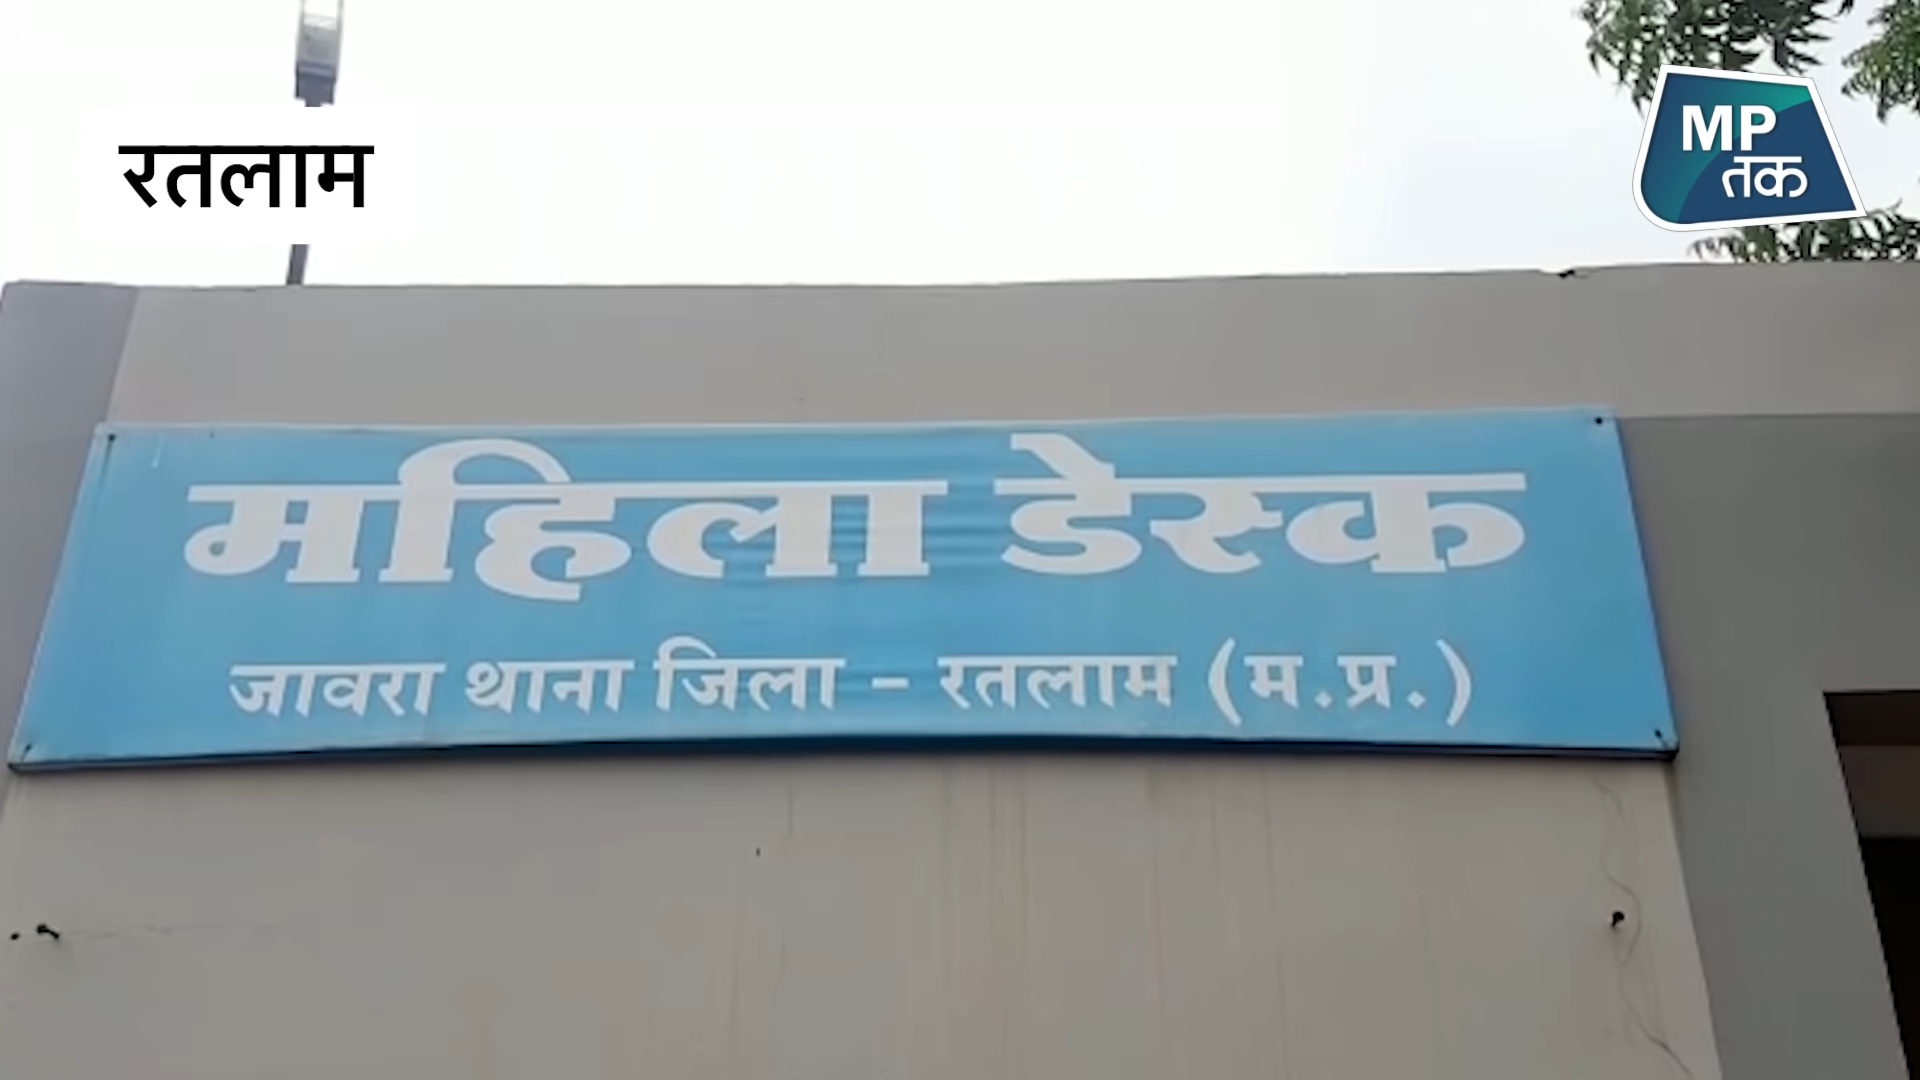 रतलाम
MP
तक
महिला डेस्क
जावरा थाना जिला - रतलाम (म.प्र.)